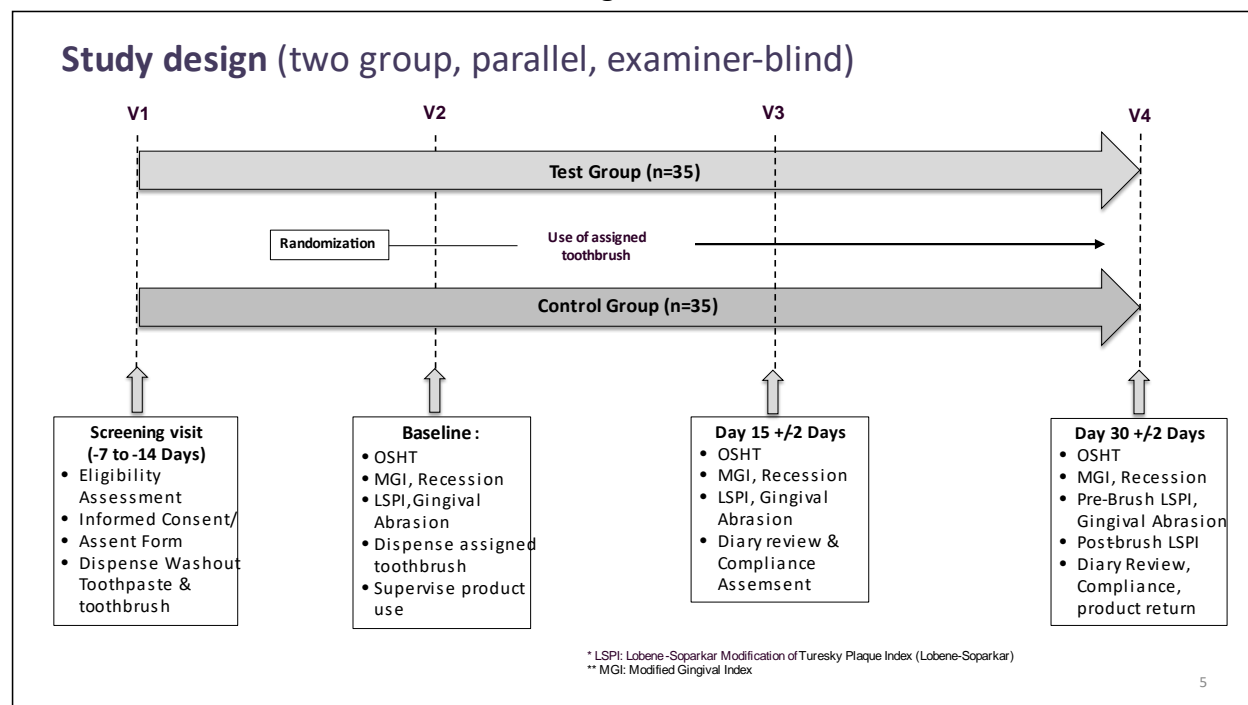 Study design (two group, parallel, examiner-blind)
V1
V2
V3
V4
Test Group (n=35)
Randomization
Use of assigned
toothbrush
Control Group (n=35)
Screening visit
(-7 to -14 Days)
• Eligibility
Assessment
• Informed Consent/
• Assent Form
• Dispense Washout
Toothpaste &
toothbrush
Baseline :
• OSHT
• MGI, Recession
• LSPI,Gingival
Abrasion
• Dispense assigned
toothbrush
• Supervise product
use
Day 15 +/2 Days
• OSHT
• MGI, Recession
• LSPI, Gingival
Abrasion
• Diary review &
Compliance
Assemsent
Day 30 +/2 Days
• OSHT
• MGI, Recession
• Pre-Brush LSPI,
Gingival Abrasion
• Post-brush LSPI
• Diary Review,
Compliance,
product return
* LSPI: Lobene-Soparkar Modification of Turesky Plaque Index (Lobene-Soparkar)
** MGI: Modified Gingival Index
5